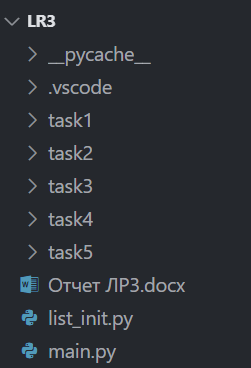 LR3
__pycache__
.vscode
task1
task2
task3
task4
task5
Отчет ЛР3.docx
list_init.py
main.py